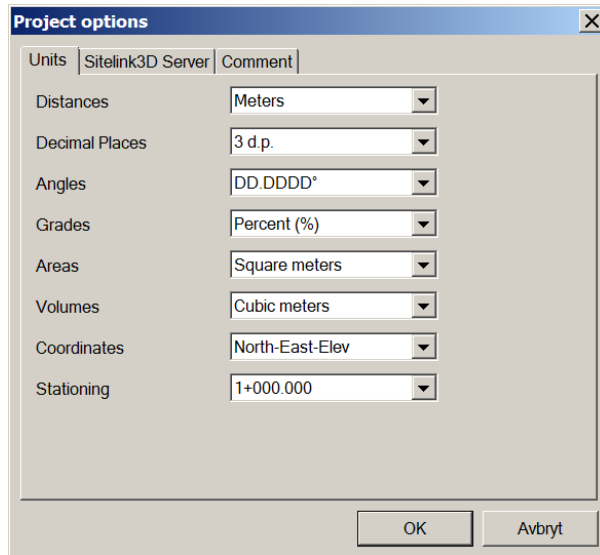 Project options
Units Sitelink3D Server Comment
Distances Meters
Decimal Places 3 d.p.
Angles DD.DDDD°
Grades Percent (%)
Areas Square meters
Volumes Cubic meters
Coordinates North-East-Elev
Stationing 1+000.000
OK Avbryt